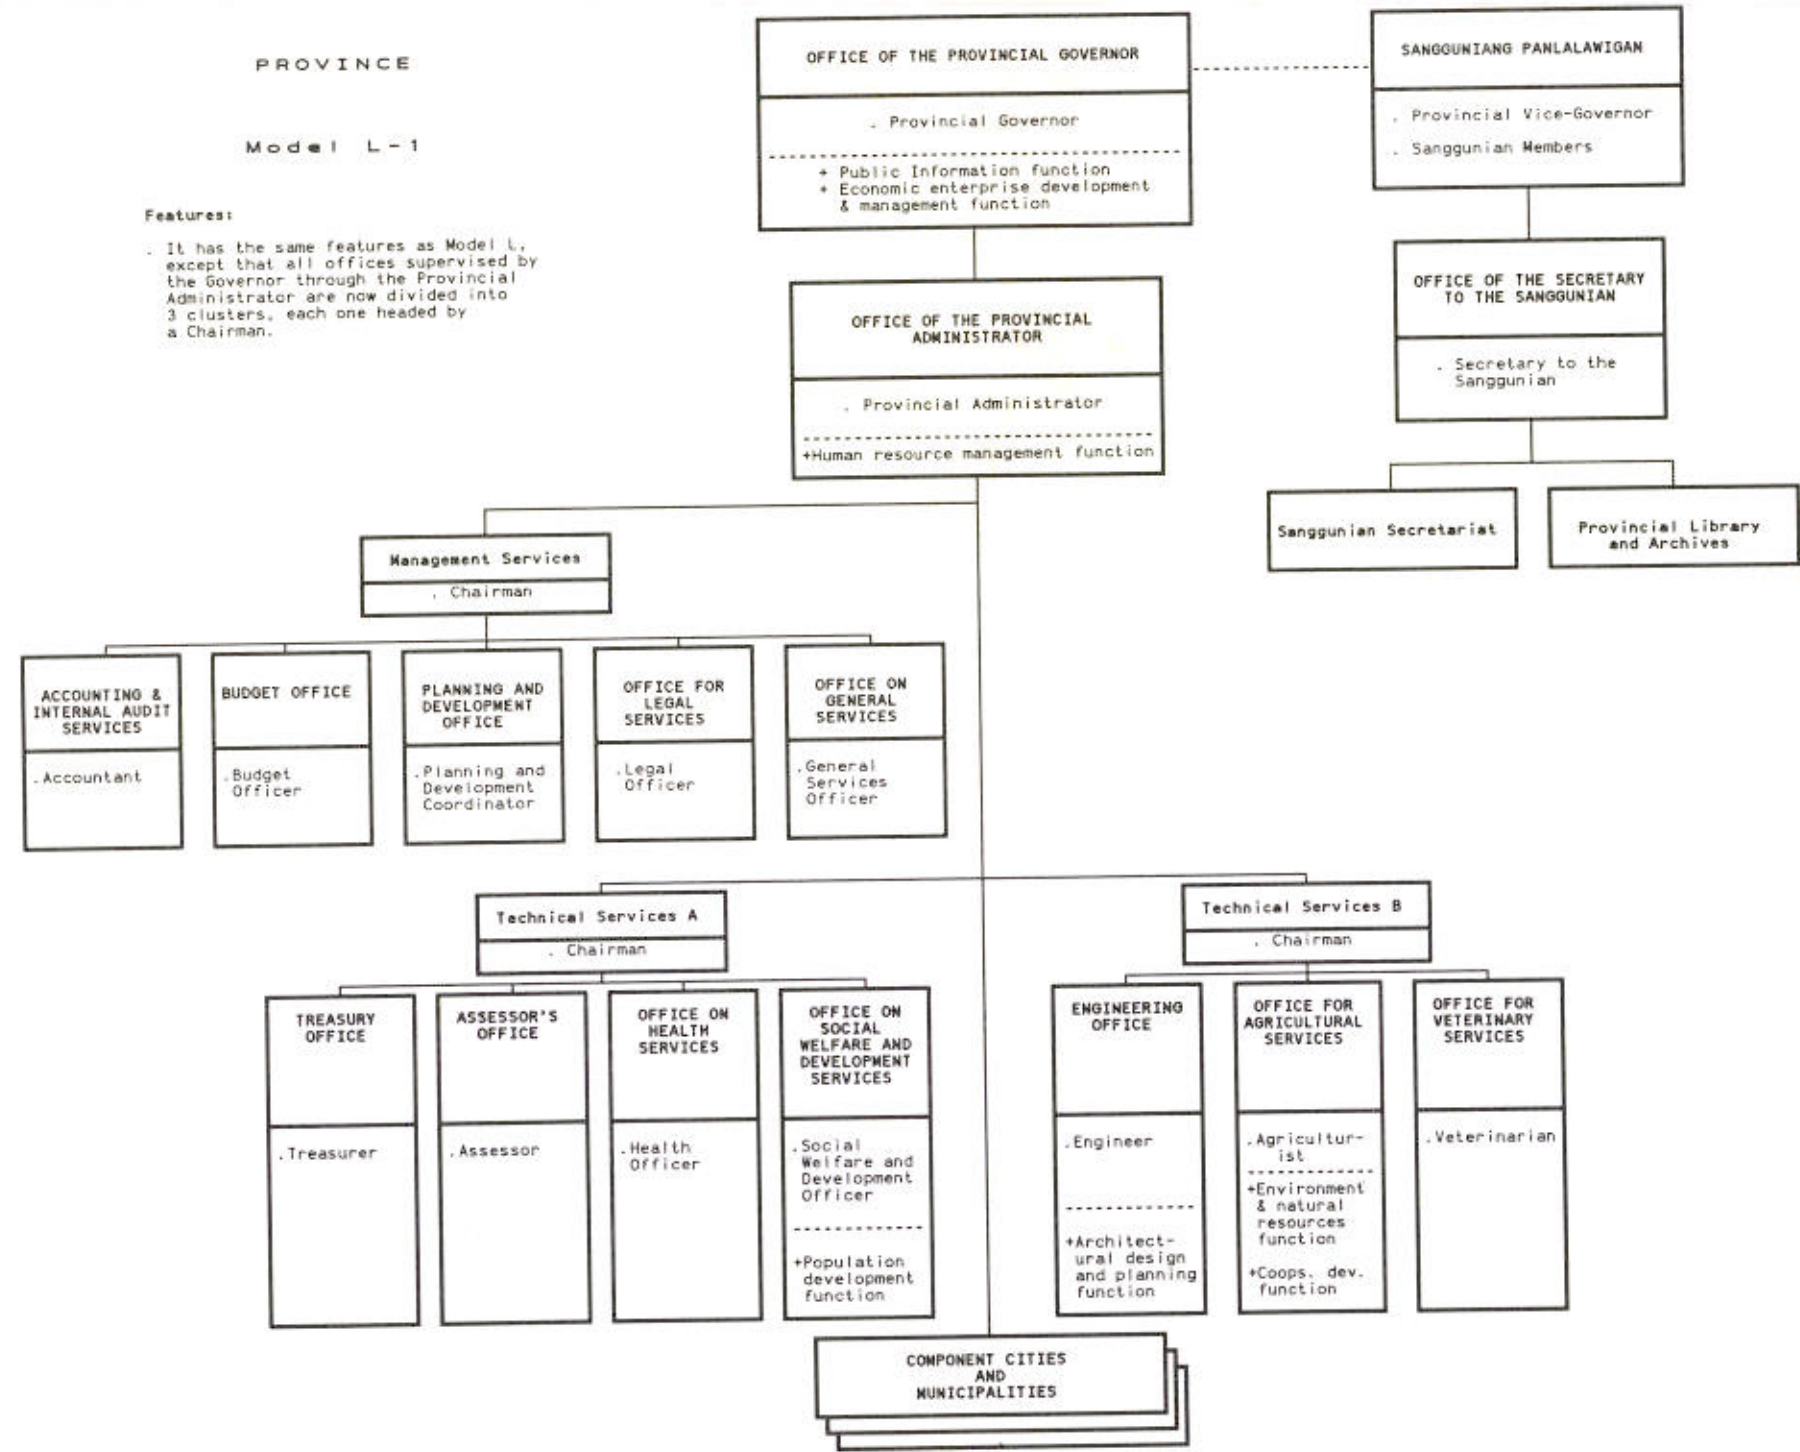 PROVINCE
Model L-1
Features:
. It has the same features as Model L,
except that all offices supervised by
the Governor through the Provincial
Administrator are now divided into
3 clusters, each one headed by
a Chairman.
OFFICE OF THE PROVINCIAL GOVERNOR
. Provincial Governor
+ Public Information function
+ Economic enterprise development
& management function
SANGGUNIANG PANLALAWIGAN
. Provincial Vice-Governor
. Sanggunian Members
OFFICE OF THE PROVINCIAL
ADMINISTRATOR
. Provincial Administrator
+Human resource management function
OFFICE OF THE SECRETARY
TO THE SANGGUNIAN
. Secretary to the
Sanggunian
Sanggunian Secretariat
Provincial Library
and Archives
Management Services
. Chairman
ACCOUNTING &
INTERNAL AUDIT
SERVICES
.Accountant
BUDGET OFFICE
.Budget
Officer
PLANNING AND
DEVELOPMENT
OFFICE
.Planning and
Development
Coordinator
OFFICE FOR
LEGAL
SERVICES
.Legal
Officer
OFFICE ON
GENERAL
SERVICES
.General
Services
Officer
Technical Services A
. Chairman
TREASURY
OFFICE
.Treasurer
ASSESSOR'S
OFFICE
.Assessor
OFFICE ON
HEALTH
SERVICES
.Health
Officer
OFFICE ON
SOCIAL
WELFARE AND
DEVELOPMENT
SERVICES
.Social
Welfare and
Development
Officer
+Population
development
function
Technical Services B
. Chairman
ENGINEERING
OFFICE
.Engineer
+Architect-
ural design
and planning
function
OFFICE FOR
AGRICULTURAL
SERVICES
.Agricultur-
ist
+Environment
& natural
resources
function
+Coops. dev.
function
OFFICE FOR
VETERINARY
SERVICES
.Veterinarian
COMPONENT CITIES
AND
MUNICIPALITIES